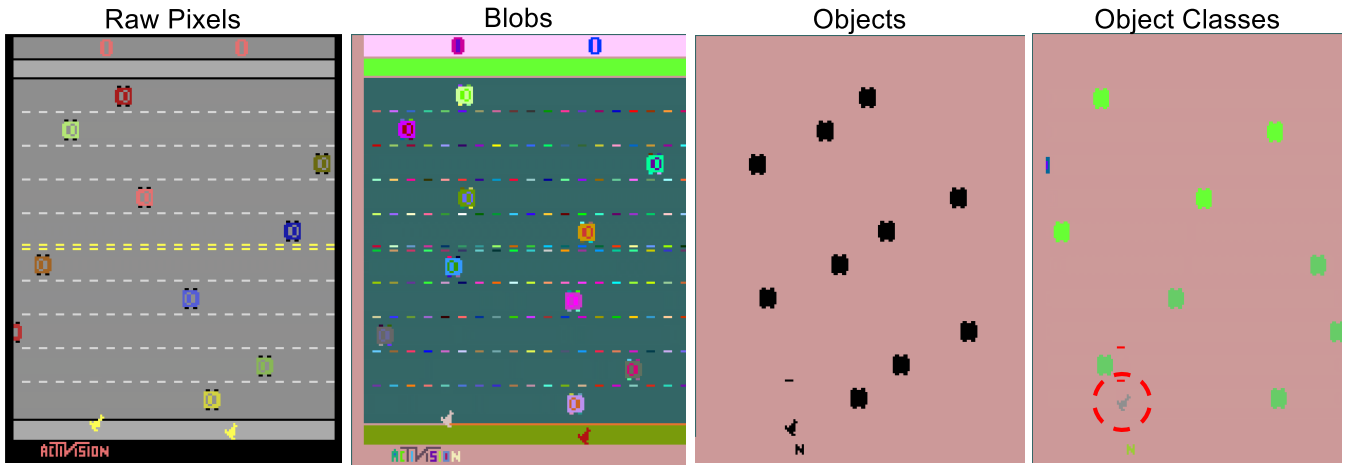 Raw Pixels
Blobs
Objects
Object Classes
0 0
0 0
ACTIVISION
ACTIVISION
N